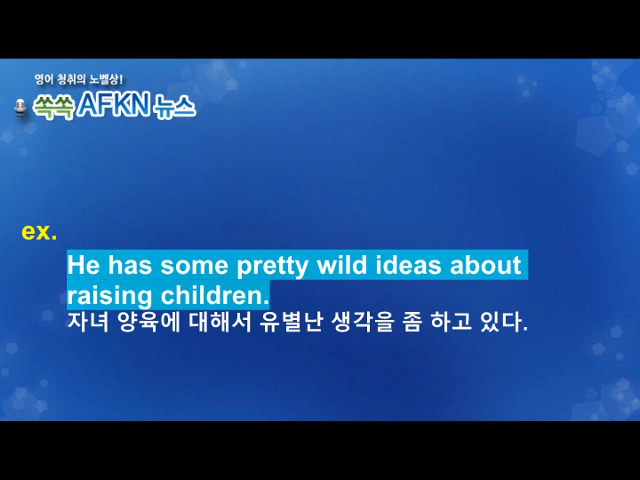 영어 청취의 노벨상!
쏙쏙 AFKN 뉴스
ex.
He has some pretty wild ideas about
raising children.
자녀 양육에 대해서 유별난 생각을 좀 하고 있다.